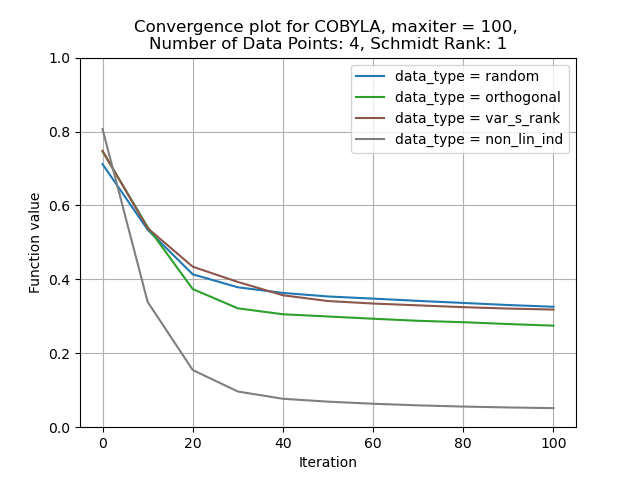 Convergence plot for COBYLA, maxiter = 100,
Number of Data Points: 4, Schmidt Rank: 1
1.0
0.8
0.6
0.4
0.2
0.0
Function value
data_type = random
data_type = orthogonal
data_type = var_s_rank
data_type = non_lin_ind
0 20 40 60 80 100
Iteration